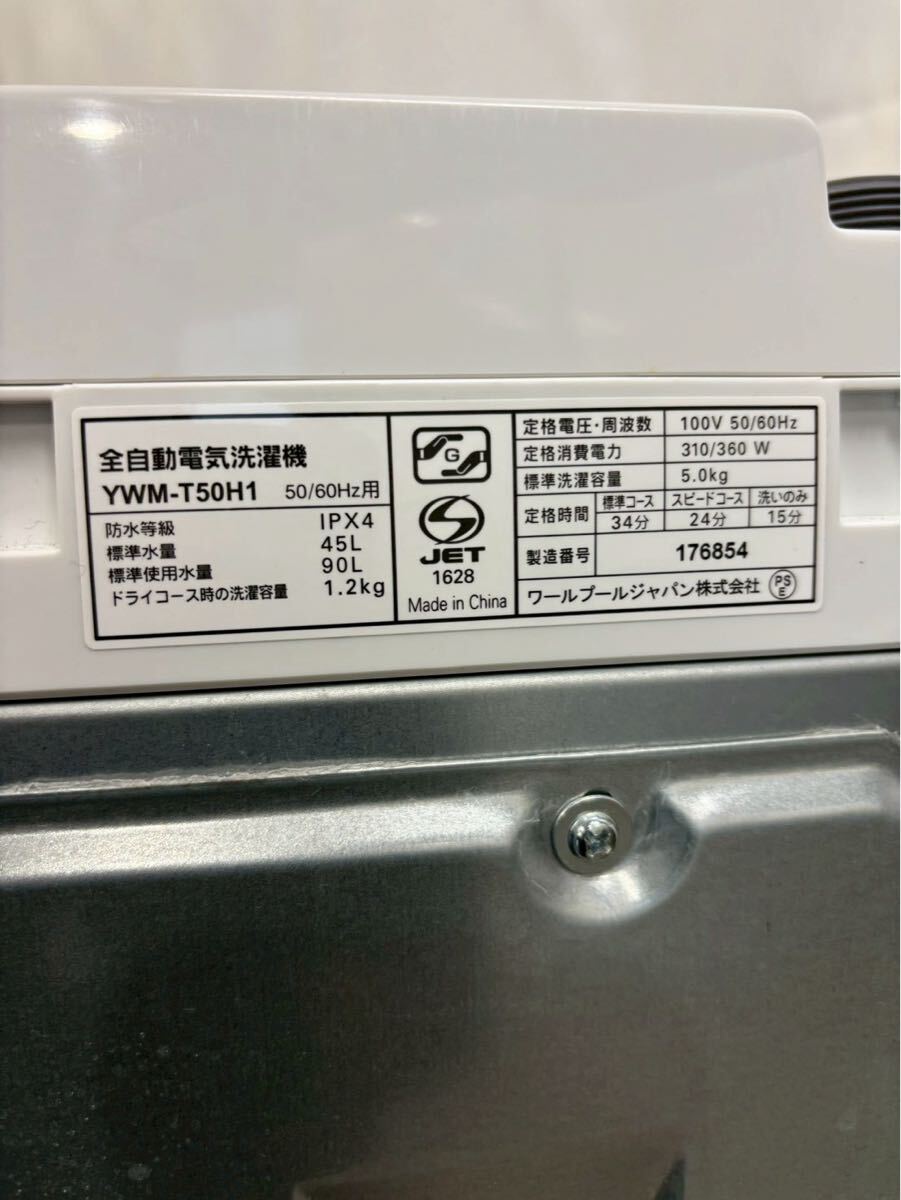 全自動電気洗濯機
YWM-T50H1 50/60Hz用
防水等級 IPX4
標準水量 45L
標準使用水量 90L
ドライコース時の洗濯容量 1.2kg
G
S
JET
1628
Made in China
定格電圧・周波数 100V 50/60Hz
定格消費電力 310/360 W
標準洗濯容量 5.0kg
定格時間 標準コース スピードコース 洗いのみ
34分 24分 15分
製造番号 176854
ワールプールジャパン株式会社 PS E